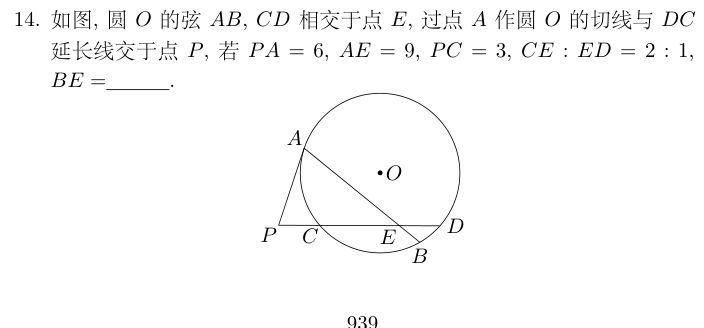 14. 如图, 圆 O 的弦 AB, CD 相交于点 E, 过点 A 作圆 O 的切线与 DC
延长线交于点 P, 若 PA = 6, AE = 9, PC = 3, CE : ED = 2 : 1,
BE =______.
A
O
P
C
E
D
B
939